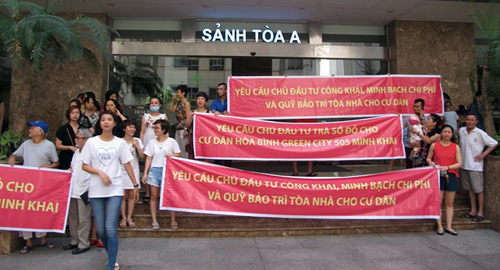 SẢNH TÒA A
YÊU CẦU CHỦ ĐẦU TƯ CÔNG KHAI, MINH BẠCH CHI PHÍ
VÀ QUỸ BẢO TRÌ TÒA NHÀ CHO CƯ DÂN
YÊU CẦU CHỦ ĐẦU TƯ TRẢ SỔ ĐỎ CHO
CƯ DÂN HÒA BÌNH GREEN CITY 505 MINH KHAI
YÊU CẦU CHỦ ĐẦU TƯ CÔNG KHAI, MINH BẠCH CHI PHÍ
VÀ QUỸ BẢO TRÌ TÒA NHÀ CHO CƯ DÂN
ĐỎ CHO
MINH KHAI